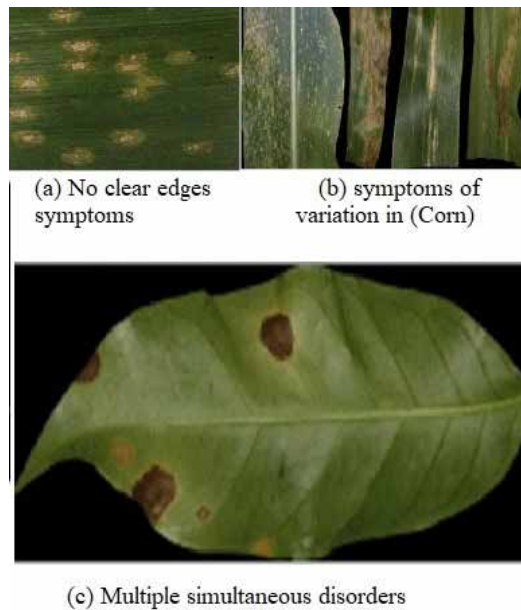 (a) No clear edges
symptoms
(b) symptoms of
variation in (Corn)
(c) Multiple simultaneous disorders